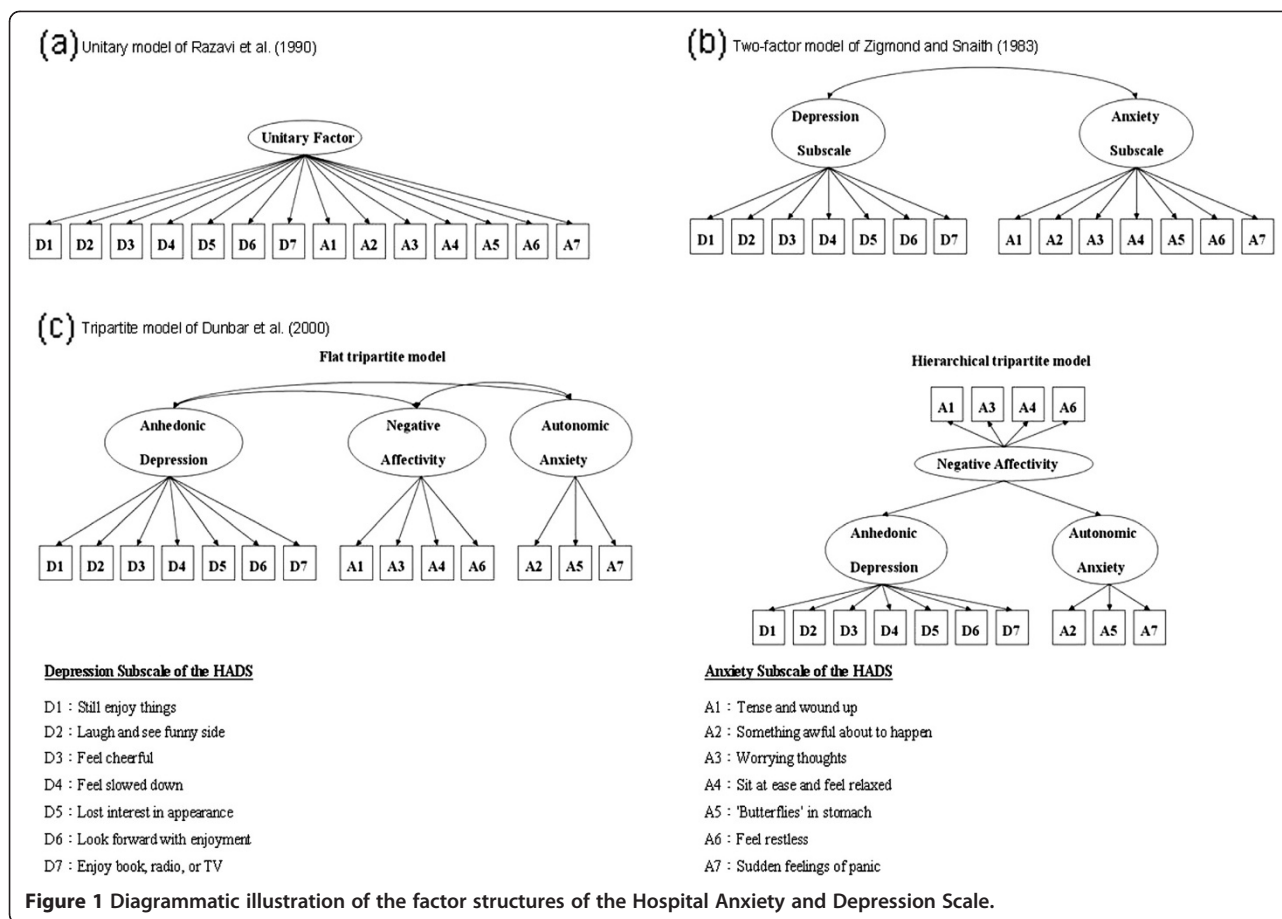 (a) Unitary model of Razavi et al. (1990)
Unitary Factor
D1 D2 D3 D4 D5 D6 D7 A1 A2 A3 A4 A5 A6 A7
(b) Two-factor model of Zigmond and Snaith (1983)
Depression
Subscale
Anxiety
Subscale
D1 D2 D3 D4 D5 D6 D7 A1 A2 A3 A4 A5 A6 A7
(c) Tripartite model of Dunbar et al. (2000)
Flat tripartite model
Anhedonic
Depression
Negative
Affectivity
Autonomic
Anxiety
D1 D2 D3 D4 D5 D6 D7 A1 A3 A4 A6 A2 A5 A7
Hierarchical tripartite model
A1 A3 A4 A6
Negative Affectivity
Anhedonic
Depression
Autonomic
Anxiety
D1 D2 D3 D4 D5 D6 D7 A2 A5 A7
Depression Subscale of the HADS
D1：Still enjoy things
D2：Laugh and see funny side
D3：Feel cheerful
D4：Feel slowed down
D5：Lost interest in appearance
D6：Look forward with enjoyment
D7：Enjoy book, radio, or TV
Anxiety Subscale of the HADS
A1：Tense and wound up
A2：Something awful about to happen
A3：Worrying thoughts
A4：Sit at ease and feel relaxed
A5：'Butterflies' in stomach
A6：Feel restless
A7：Sudden feelings of panic
Figure 1 Diagrammatic illustration of the factor structures of the Hospital Anxiety and Depression Scale.